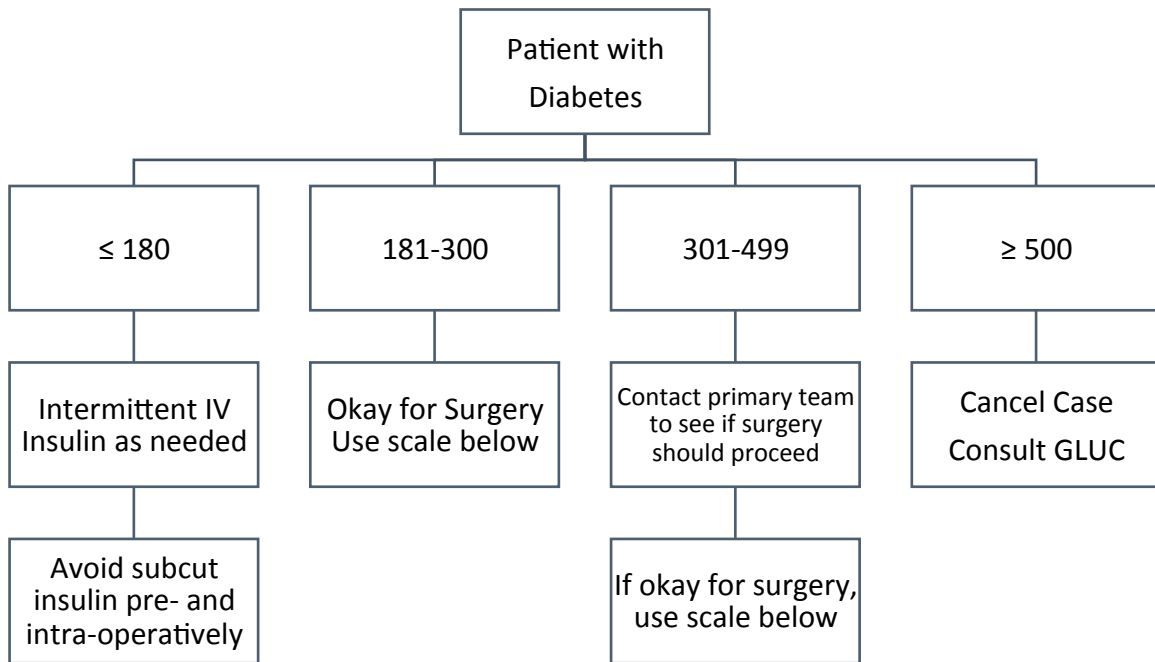 Patient with
Diabetes
≤ 180
181-300
301-499
≥ 500
Intermittent IV
Insulin as needed
Okay for Surgery
Use scale below
Contact primary team
to see if surgery
should proceed
Cancel Case
Consult GLUC
Avoid subcut
insulin pre- and
intra-operatively
If okay for surgery,
use scale below